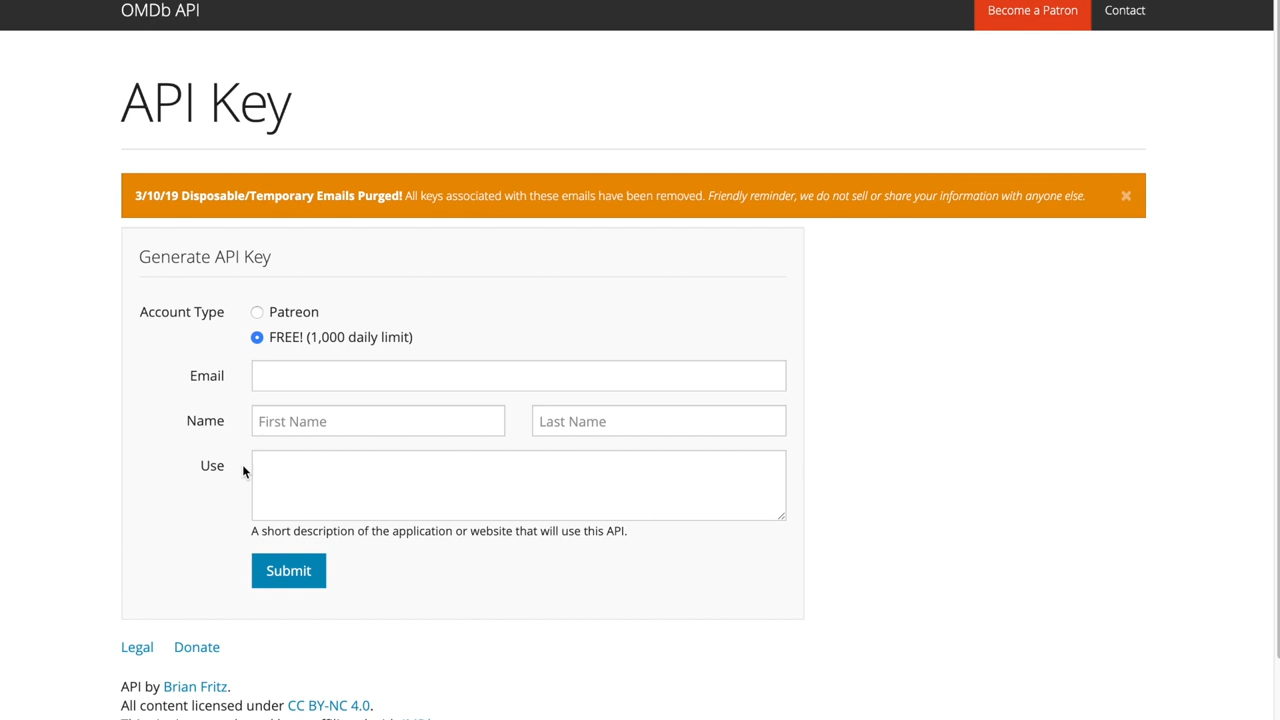 OMDb API
Become a Patron
Contact
API Key
3/10/19 Disposable/Temporary Emails Purged! All keys associated with these emails have been removed. Friendly reminder, we do not sell or share your information with anyone else.
×
Generate API Key
Account Type
Patreon
FREE! (1,000 daily limit)
Email
Name
First Name
Last Name
Use
A short description of the application or website that will use this API.
Submit
Legal
Donate
API by Brian Fritz.
All content licensed under CC BY-NC 4.0.